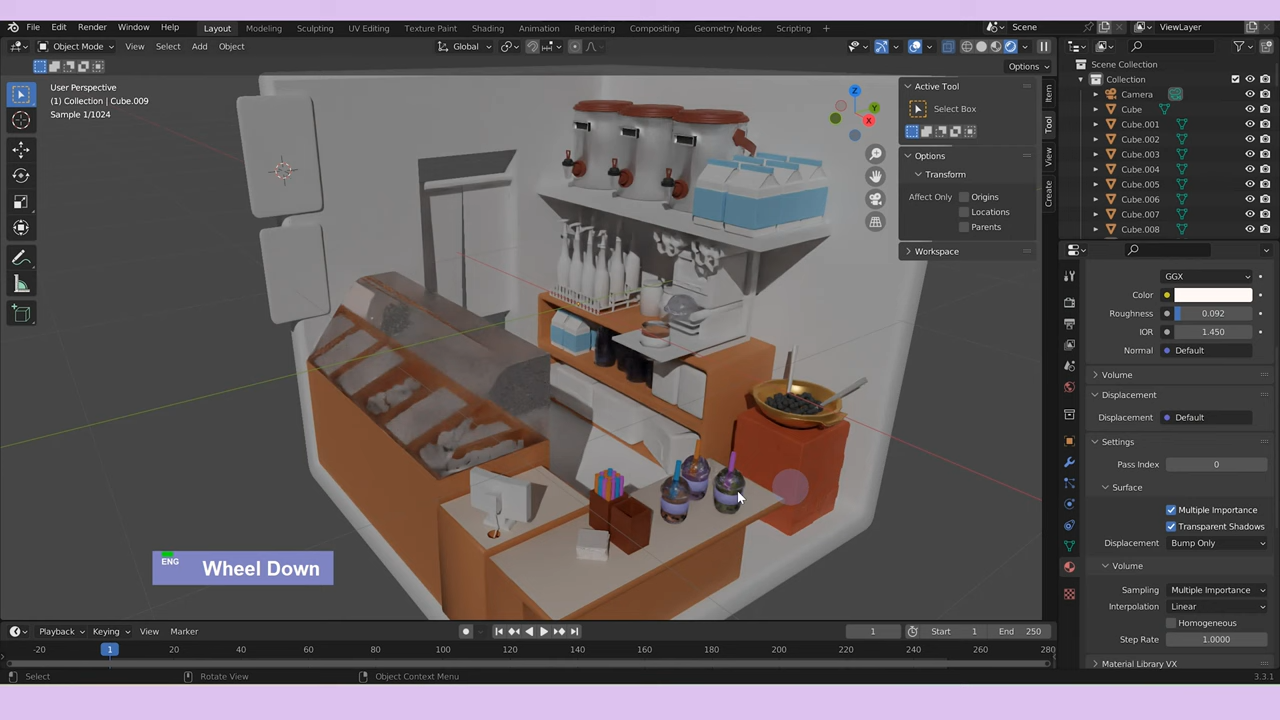 File Edit Render Window Help Layout Modeling Sculpting UV Editing Texture Paint Shading Animation Rendering Compositing Geometry Nodes Scripting + Scene ViewLayer
Object Mode View Select Add Object Global
Options
User Perspective
(1) Collection | Cube.009
Sample 1/1024
Z
Y
X
Active Tool
Select Box
Options
Transform
Affect Only Origins
Locations
Parents
Workspace
Item
Tool
View
Create
Scene Collection
Collection
Camera
Cube
Cube.001
Cube.002
Cube.003
Cube.004
Cube.005
Cube.006
Cube.007
Cube.008
GGX
Color
Roughness 0.092
IOR 1.450
Normal Default
Volume
Displacement
Displacement Default
Settings
Pass Index 0
Surface
Multiple Importance
Transparent Shadows
Displacement Bump Only
Volume
Sampling Multiple Importance
Interpolation Linear
Homogeneous
Step Rate 1.0000
Material Library VX
ENG Wheel Down
Playback Keying View Marker 1 Start 1 End 250
-20 1 20 40 60 80 100 120 140 160 180 200 220 240 260 280
Select Rotate View Object Context Menu 3.3.1